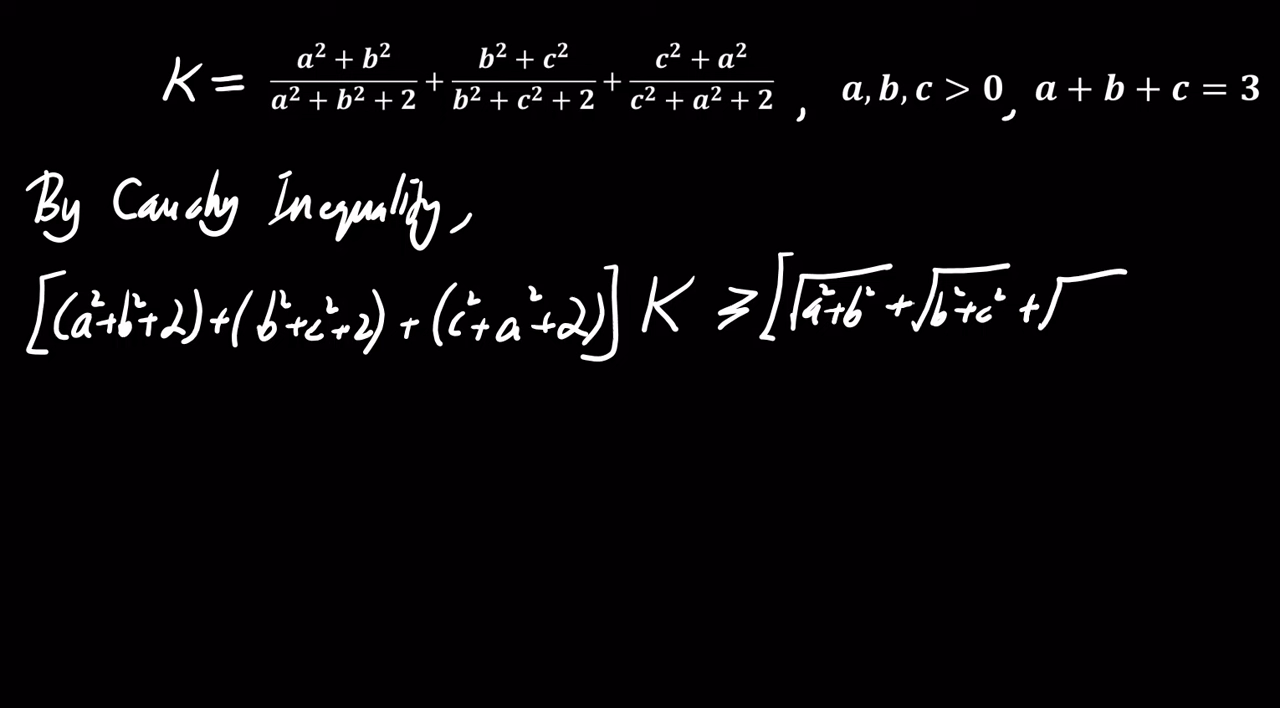 K = (a² + b²)/(a² + b² + 2) + (b² + c²)/(b² + c² + 2) + (c² + a²)/(c² + a² + 2) , a, b, c > 0 , a + b + c = 3
By Cauchy Inequality,
[(a²+b²+2)+(b²+c²+2)+(c²+a²+2)] K ≥ [√(a²+b²) + √(b²+c²) + √